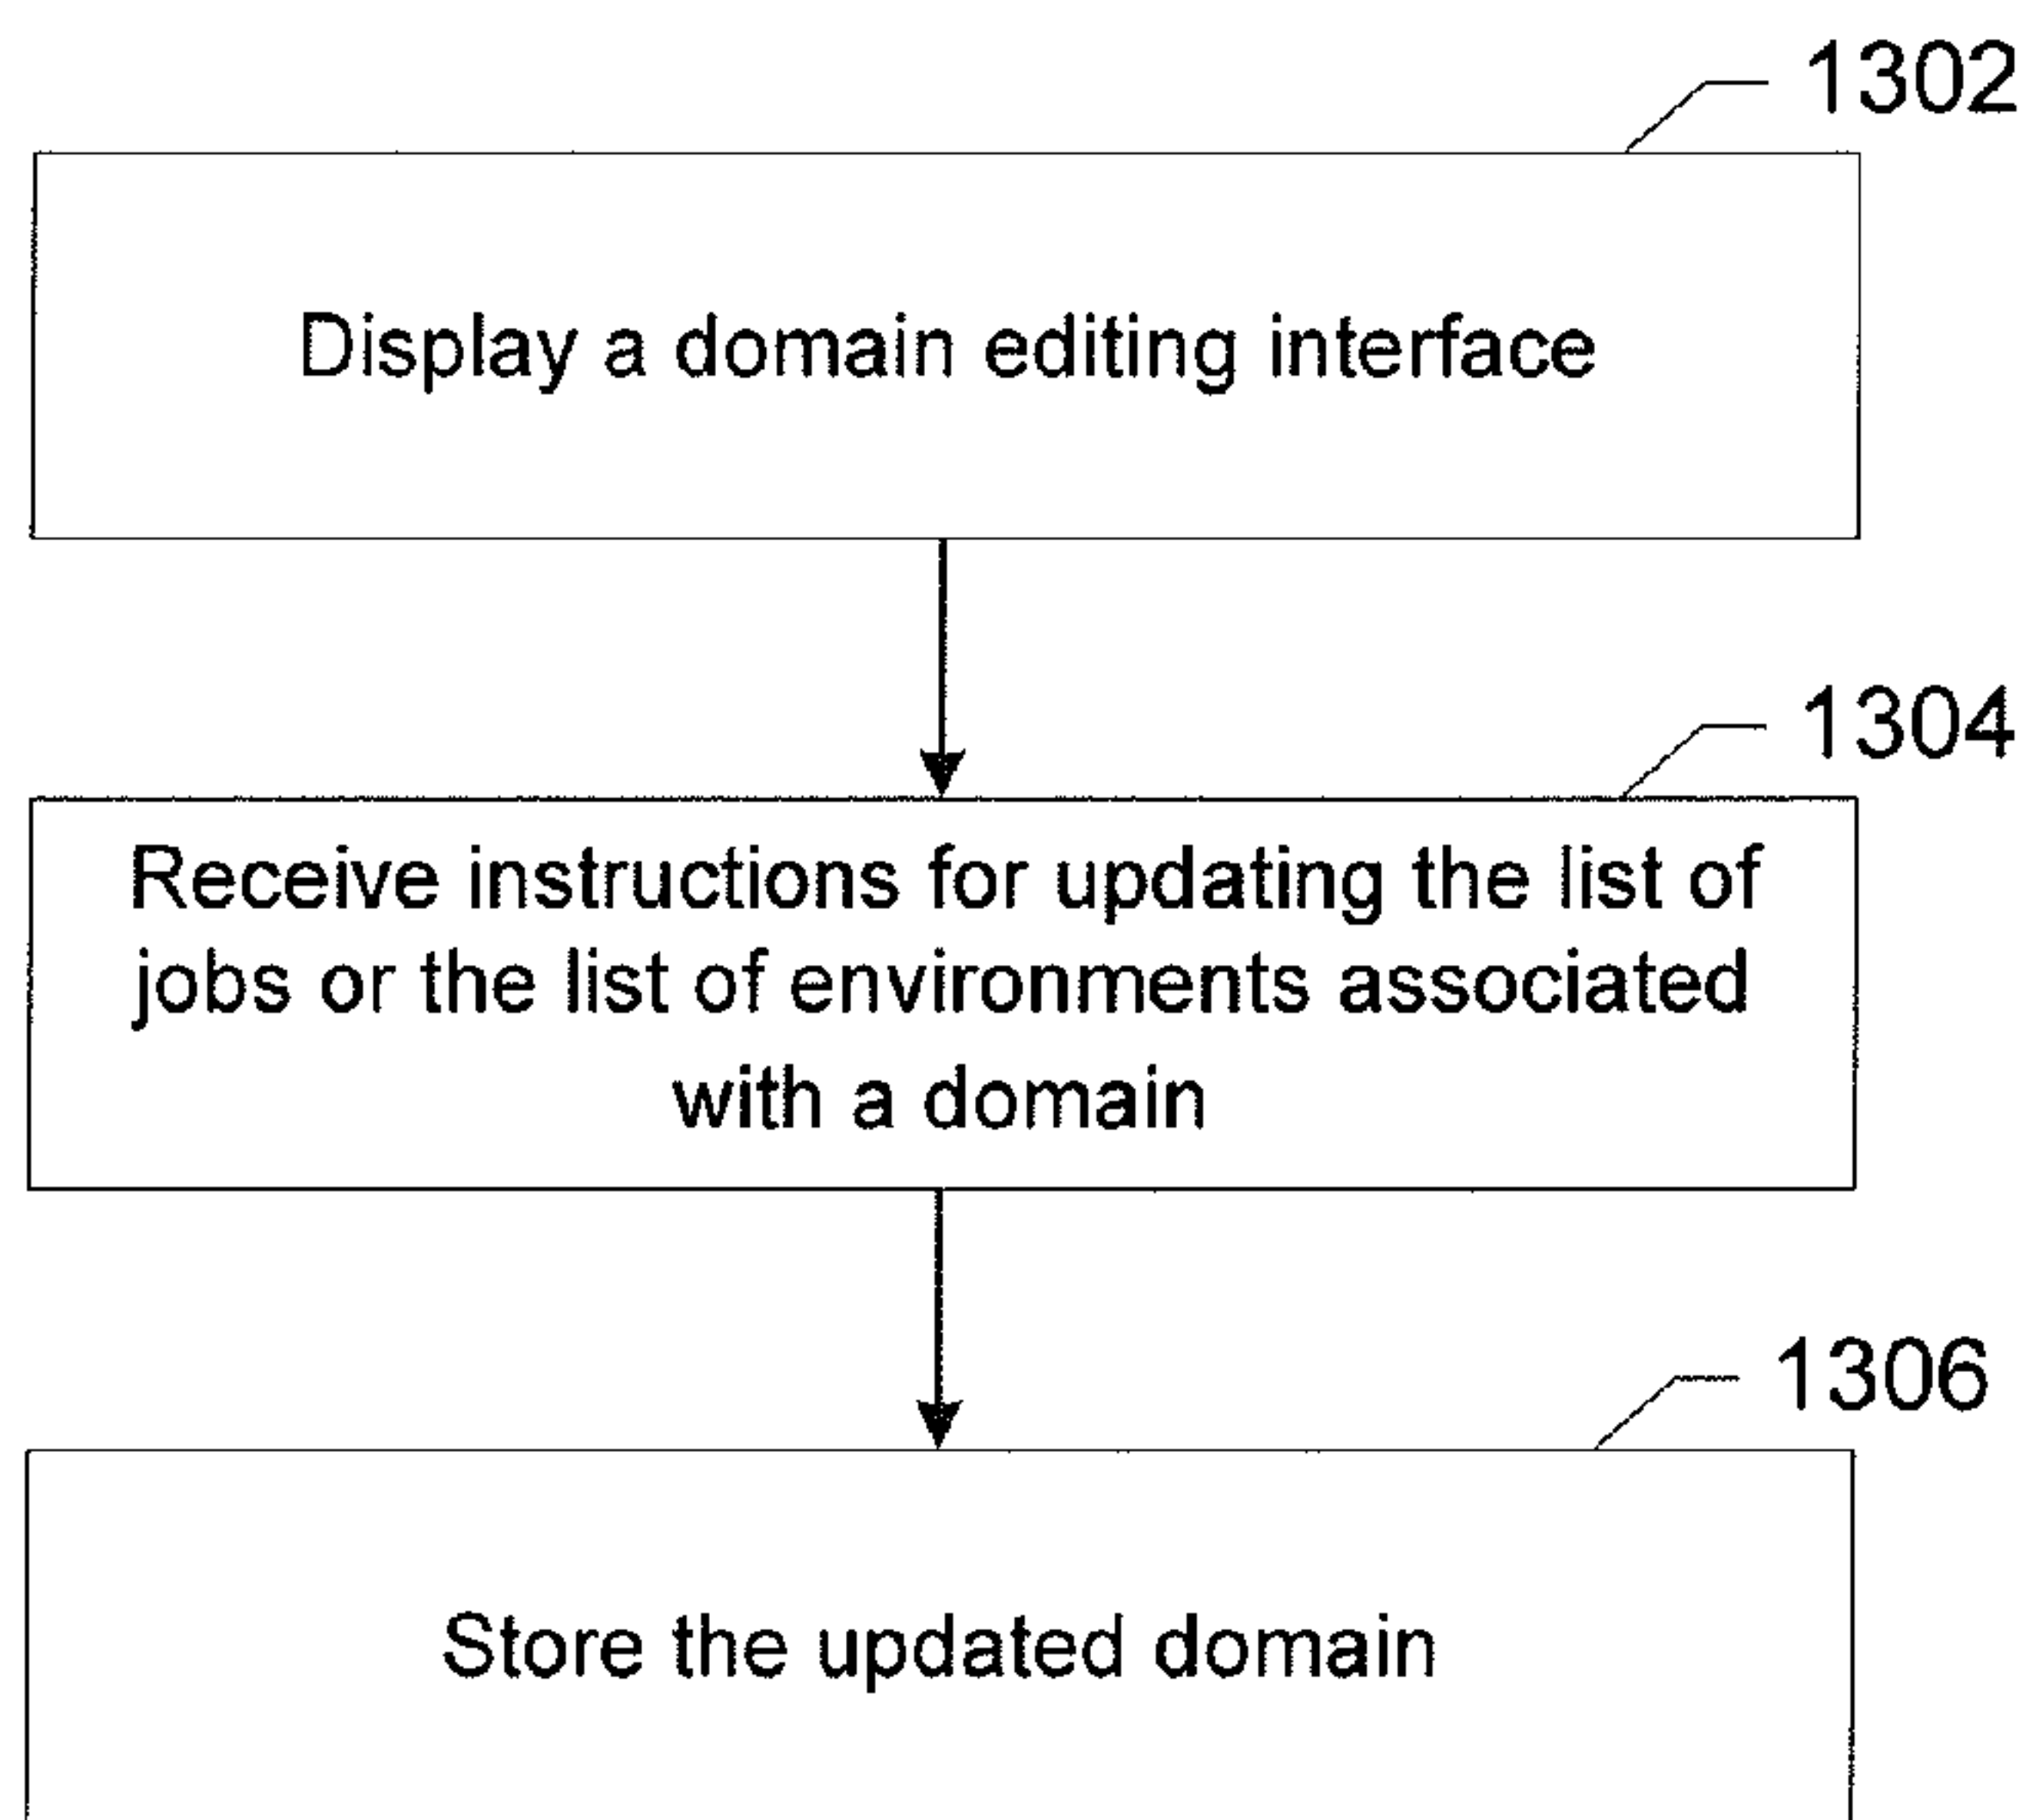 1302
Display a domain editing interface
1304
Receive instructions for updating the list of
jobs or the list of environments associated
with a domain
1306
Store the updated domain